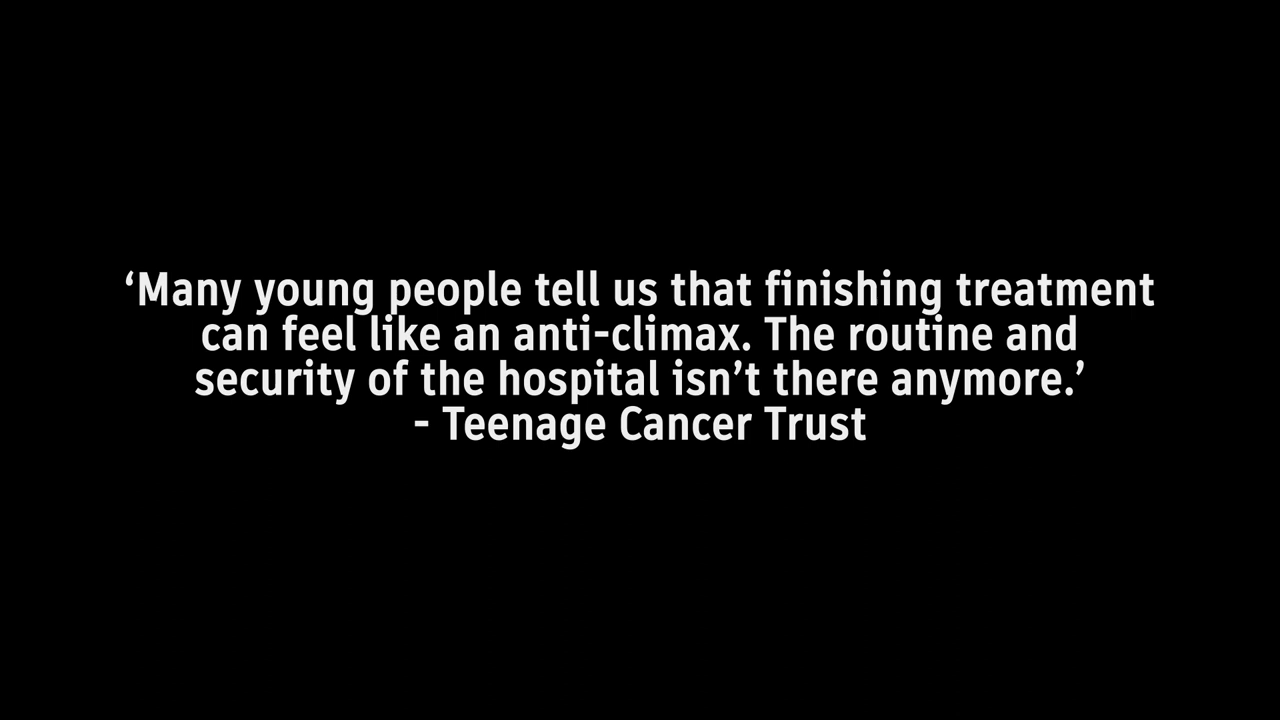 ‘Many young people tell us that finishing treatment
can feel like an anti-climax. The routine and
security of the hospital isn’t there anymore.’
- Teenage Cancer Trust